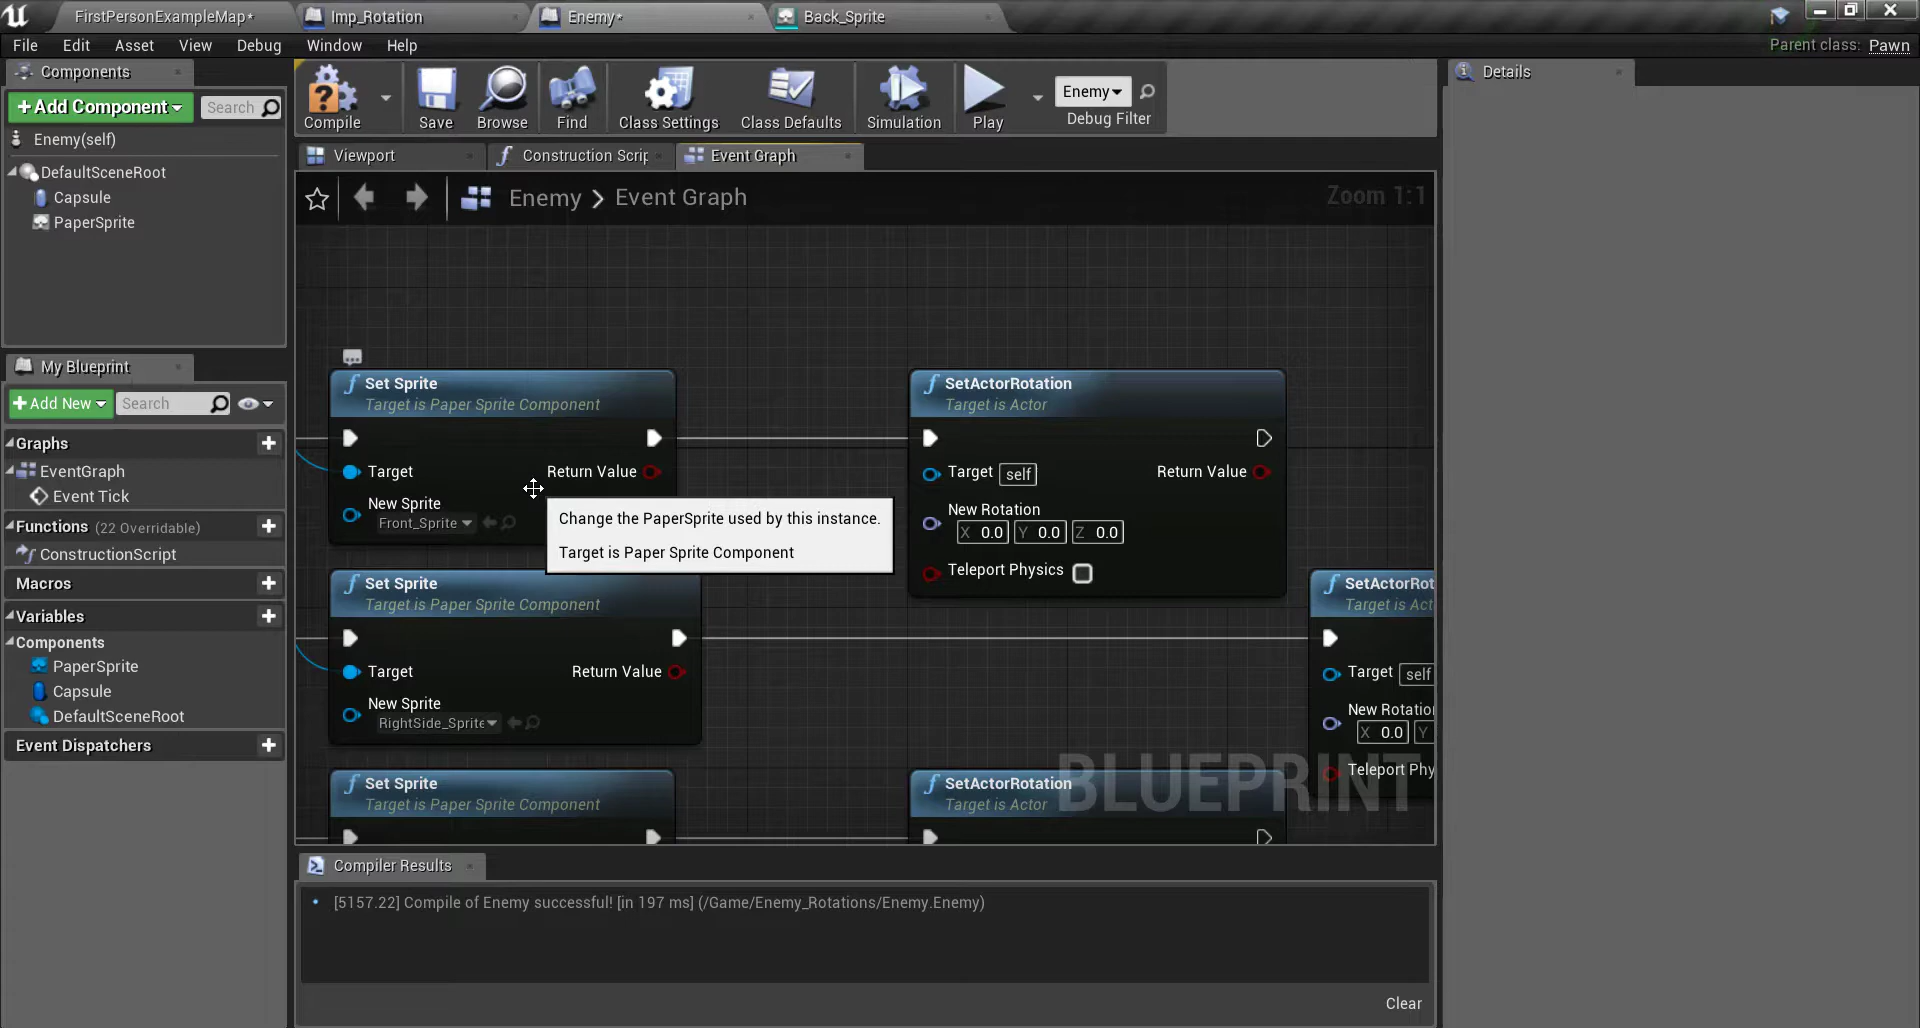 FirstPersonExampleMap*
Imp_Rotation
Enemy*
Back_Sprite
File Edit Asset View Debug Window Help
Parent class: Pawn
Components
+Add Component
Search
Enemy(self)
DefaultSceneRoot
Capsule
PaperSprite
Compile
Save
Browse
Find
Class Settings
Class Defaults
Simulation
Play
Enemy
Debug Filter
Details
Viewport
Construction Scrip
Event Graph
Enemy > Event Graph
Zoom 1:1
My Blueprint
+Add New
Search
Graphs
EventGraph
Event Tick
Functions (22 Overridable)
ConstructionScript
Macros
Variables
Components
PaperSprite
Capsule
DefaultSceneRoot
Event Dispatchers
Set Sprite
Target is Paper Sprite Component
Target
Return Value
New Sprite
Front_Sprite
Change the PaperSprite used by this instance.
Target is Paper Sprite Component
SetActorRotation
Target is Actor
Target self
Return Value
New Rotation
X 0.0 Y 0.0 Z 0.0
Teleport Physics
Set Sprite
Target is Paper Sprite Component
Target
Return Value
New Sprite
RightSide_Sprite
SetActorRot
Target is Act
Target self
New Rotation
X 0.0 Y
Teleport Phy
Set Sprite
Target is Paper Sprite Component
SetActorRotation
Target is Actor
BLUEPRINT
Compiler Results
[5157.22] Compile of Enemy successful! [in 197 ms] (/Game/Enemy_Rotations/Enemy.Enemy)
Clear